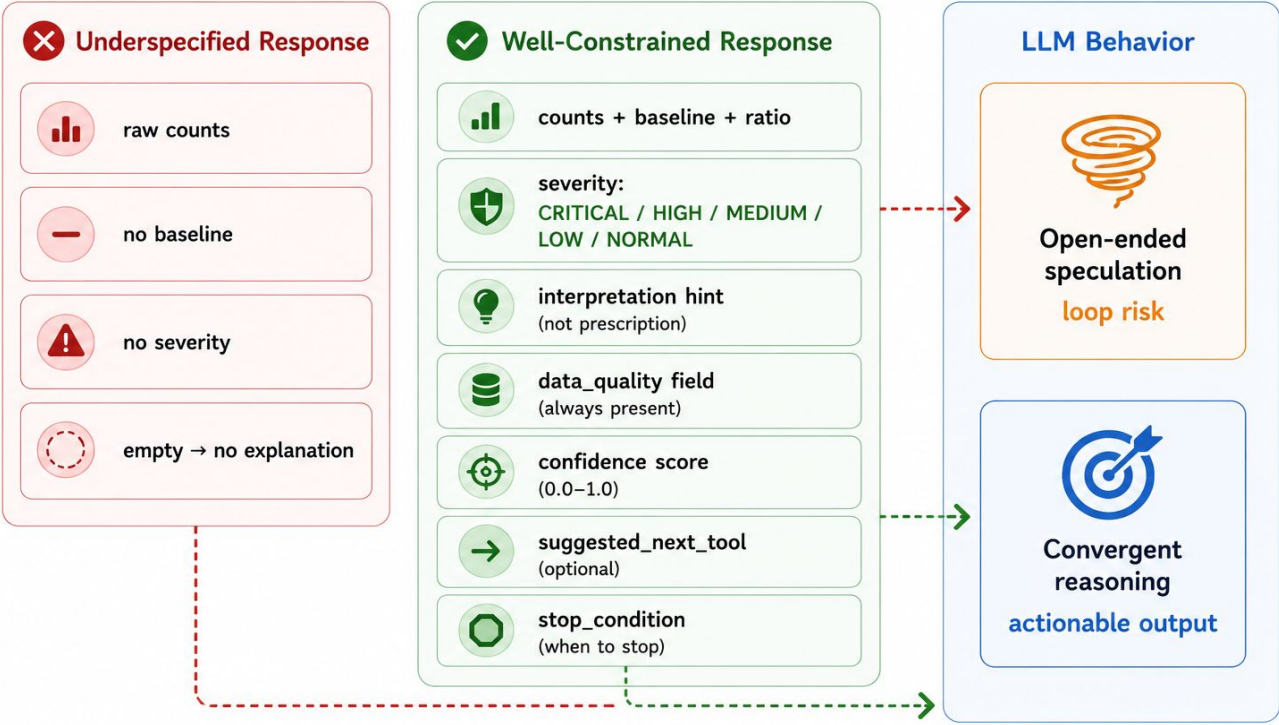 Underspecified Response
raw counts
no baseline
no severity
empty → no explanation
Well-Constrained Response
counts + baseline + ratio
severity:
CRITICAL / HIGH / MEDIUM /
LOW / NORMAL
interpretation hint
(not prescription)
data_quality field
(always present)
confidence score
(0.0–1.0)
suggested_next_tool
(optional)
stop_condition
(when to stop)
LLM Behavior
Open-ended
speculation
loop risk
Convergent
reasoning
actionable output